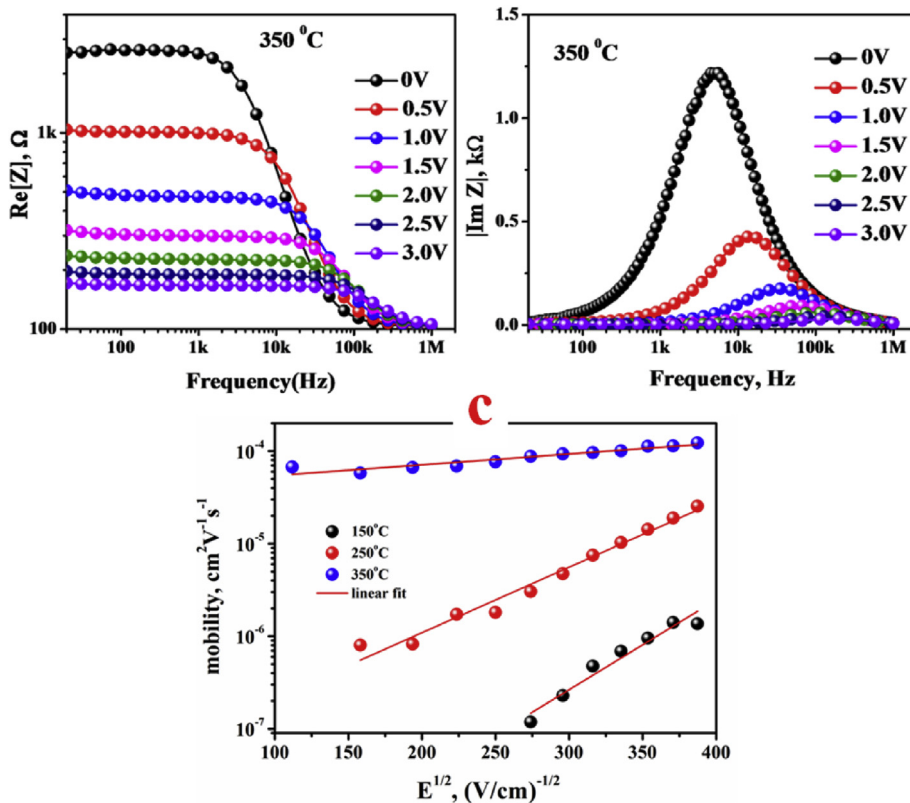 350 ⁰C
0V
0.5V
1.0V
1.5V
2.0V
2.5V
3.0V
Re[Z], Ω
1k
100
100
1k
10k
100k
1M
Frequency(Hz)
350 ⁰C
0V
0.5V
1.0V
1.5V
2.0V
2.5V
3.0V
|Im Z|, kΩ
1.5
1.0
0.5
0.0
100
1k
10k
100k
1M
Frequency, Hz
c
mobility, cm²V⁻¹s⁻¹
10⁻⁴
10⁻⁵
10⁻⁶
10⁻⁷
150°C
250°C
350°C
linear fit
100
150
200
250
300
350
400
E^1/2, (V/cm)^-1/2